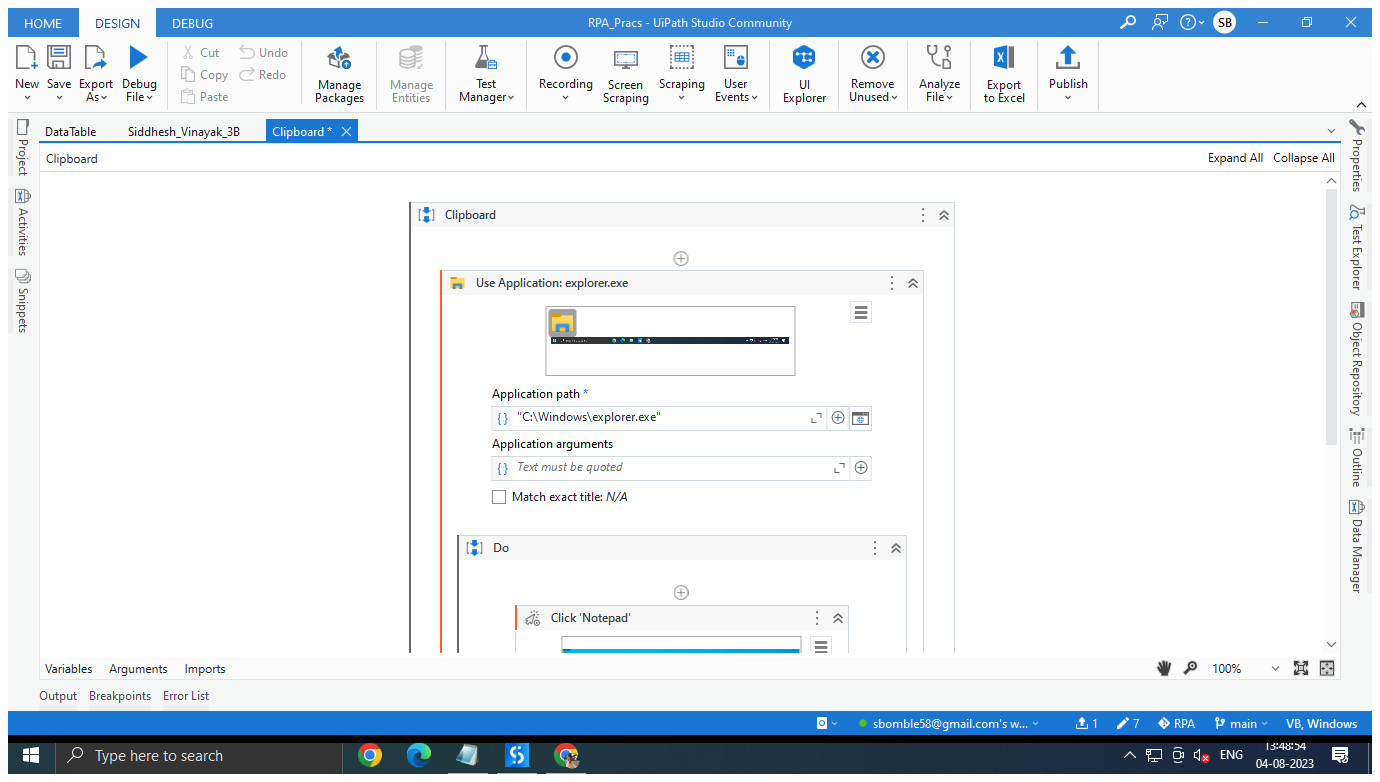 HOME DESIGN DEBUG RPA_Pracs - UiPath Studio Community SB
New Save Export As Debug File Cut Copy Paste Undo Redo Manage Packages Manage Entities Test Manager Recording Screen Scraping Scraping User Events UI Explorer Remove Unused Analyze File Export to Excel Publish
DataTable Siddhesh_Vinayak_3B Clipboard *
Clipboard Expand All Collapse All
Project
Activities
Snippets
Clipboard
Use Application: explorer.exe
Application path *
"C:\Windows\explorer.exe"
Application arguments
Text must be quoted
Match exact title: N/A
Do
Click 'Notepad'
Properties
Test Explorer
Object Repository
Outline
Data Manager
Variables Arguments Imports 100%
Output Breakpoints Error List
sbomble58@gmail.com's w... 1 7 RPA main VB, Windows
Type here to search ENG 13:48:54
04-08-2023